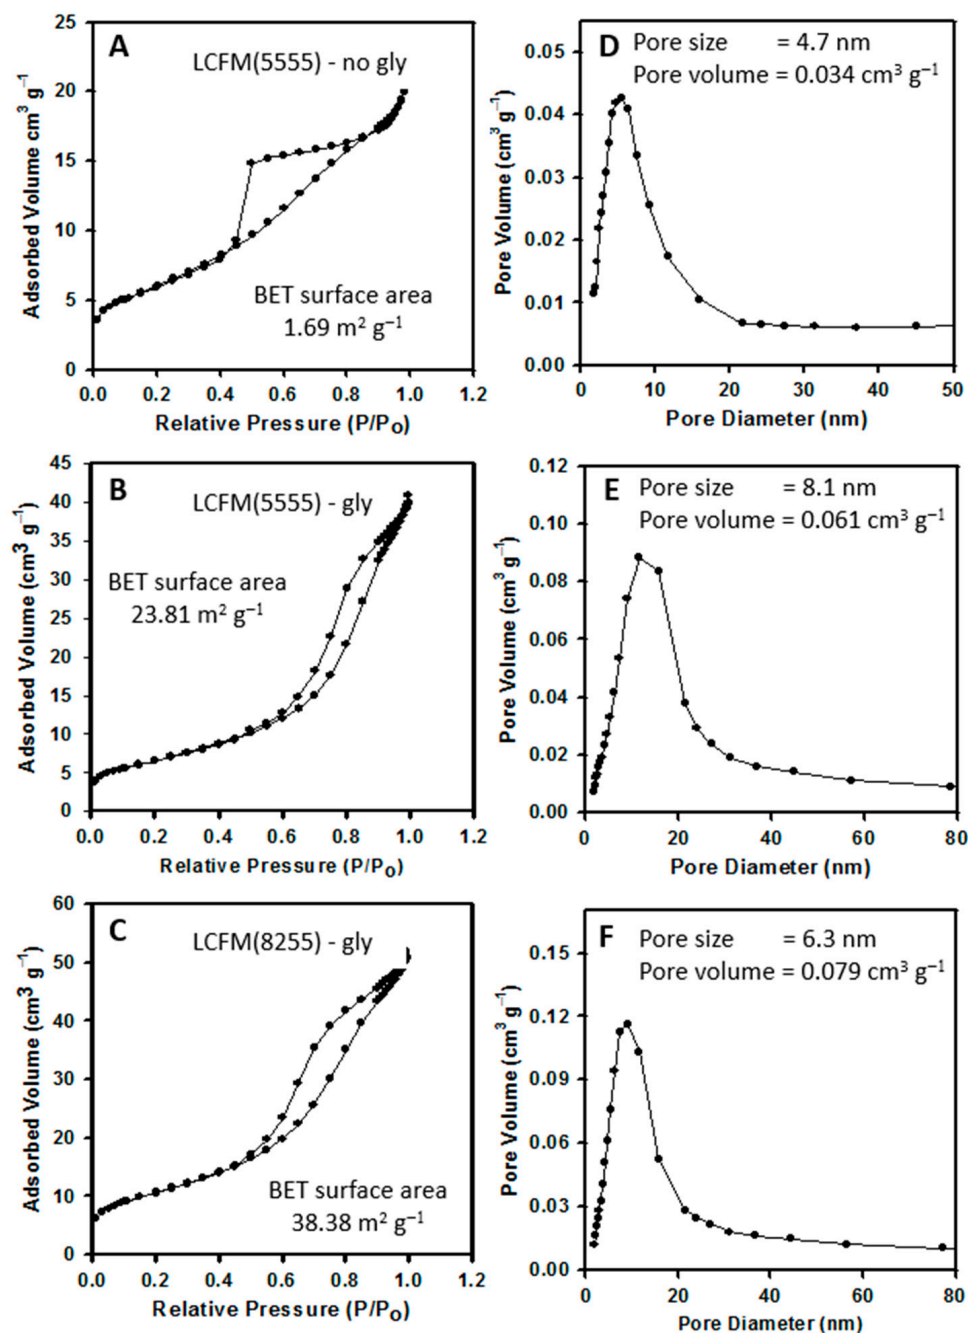 A
LCFM(5555) - no gly
BET surface area
1.69 m² g⁻¹
Adsorbed Volume cm³ g⁻¹
25
20
15
10
5
0
0.0 0.2 0.4 0.6 0.8 1.0 1.2
Relative Pressure (P/Po)
D
Pore size = 4.7 nm
Pore volume = 0.034 cm³ g⁻¹
Pore Volume (cm³ g⁻¹)
0.05
0.04
0.03
0.02
0.01
0.00
0 10 20 30 40 50
Pore Diameter (nm)
B
LCFM(5555) - gly
BET surface area
23.81 m² g⁻¹
Adsorbed Volume (cm³ g⁻¹)
45
40
35
30
25
20
15
10
5
0
0.0 0.2 0.4 0.6 0.8 1.0 1.2
Relative Pressure (P/Po)
E
Pore size = 8.1 nm
Pore volume = 0.061 cm³ g⁻¹
Pore Volume (cm³ g⁻¹)
0.12
0.10
0.08
0.06
0.04
0.02
0.00
0 20 40 60 80
Pore Diameter (nm)
C
LCFM(8255) - gly
BET surface area
38.38 m² g⁻¹
Adsorbed Volume (cm³ g⁻¹)
60
50
40
30
20
10
0
0.0 0.2 0.4 0.6 0.8 1.0 1.2
Relative Pressure (P/Po)
F
Pore size = 6.3 nm
Pore volume = 0.079 cm³ g⁻¹
Pore Volume (cm³ g⁻¹)
0.15
0.12
0.09
0.06
0.03
0.00
0 20 40 60 80
Pore Diameter (nm)